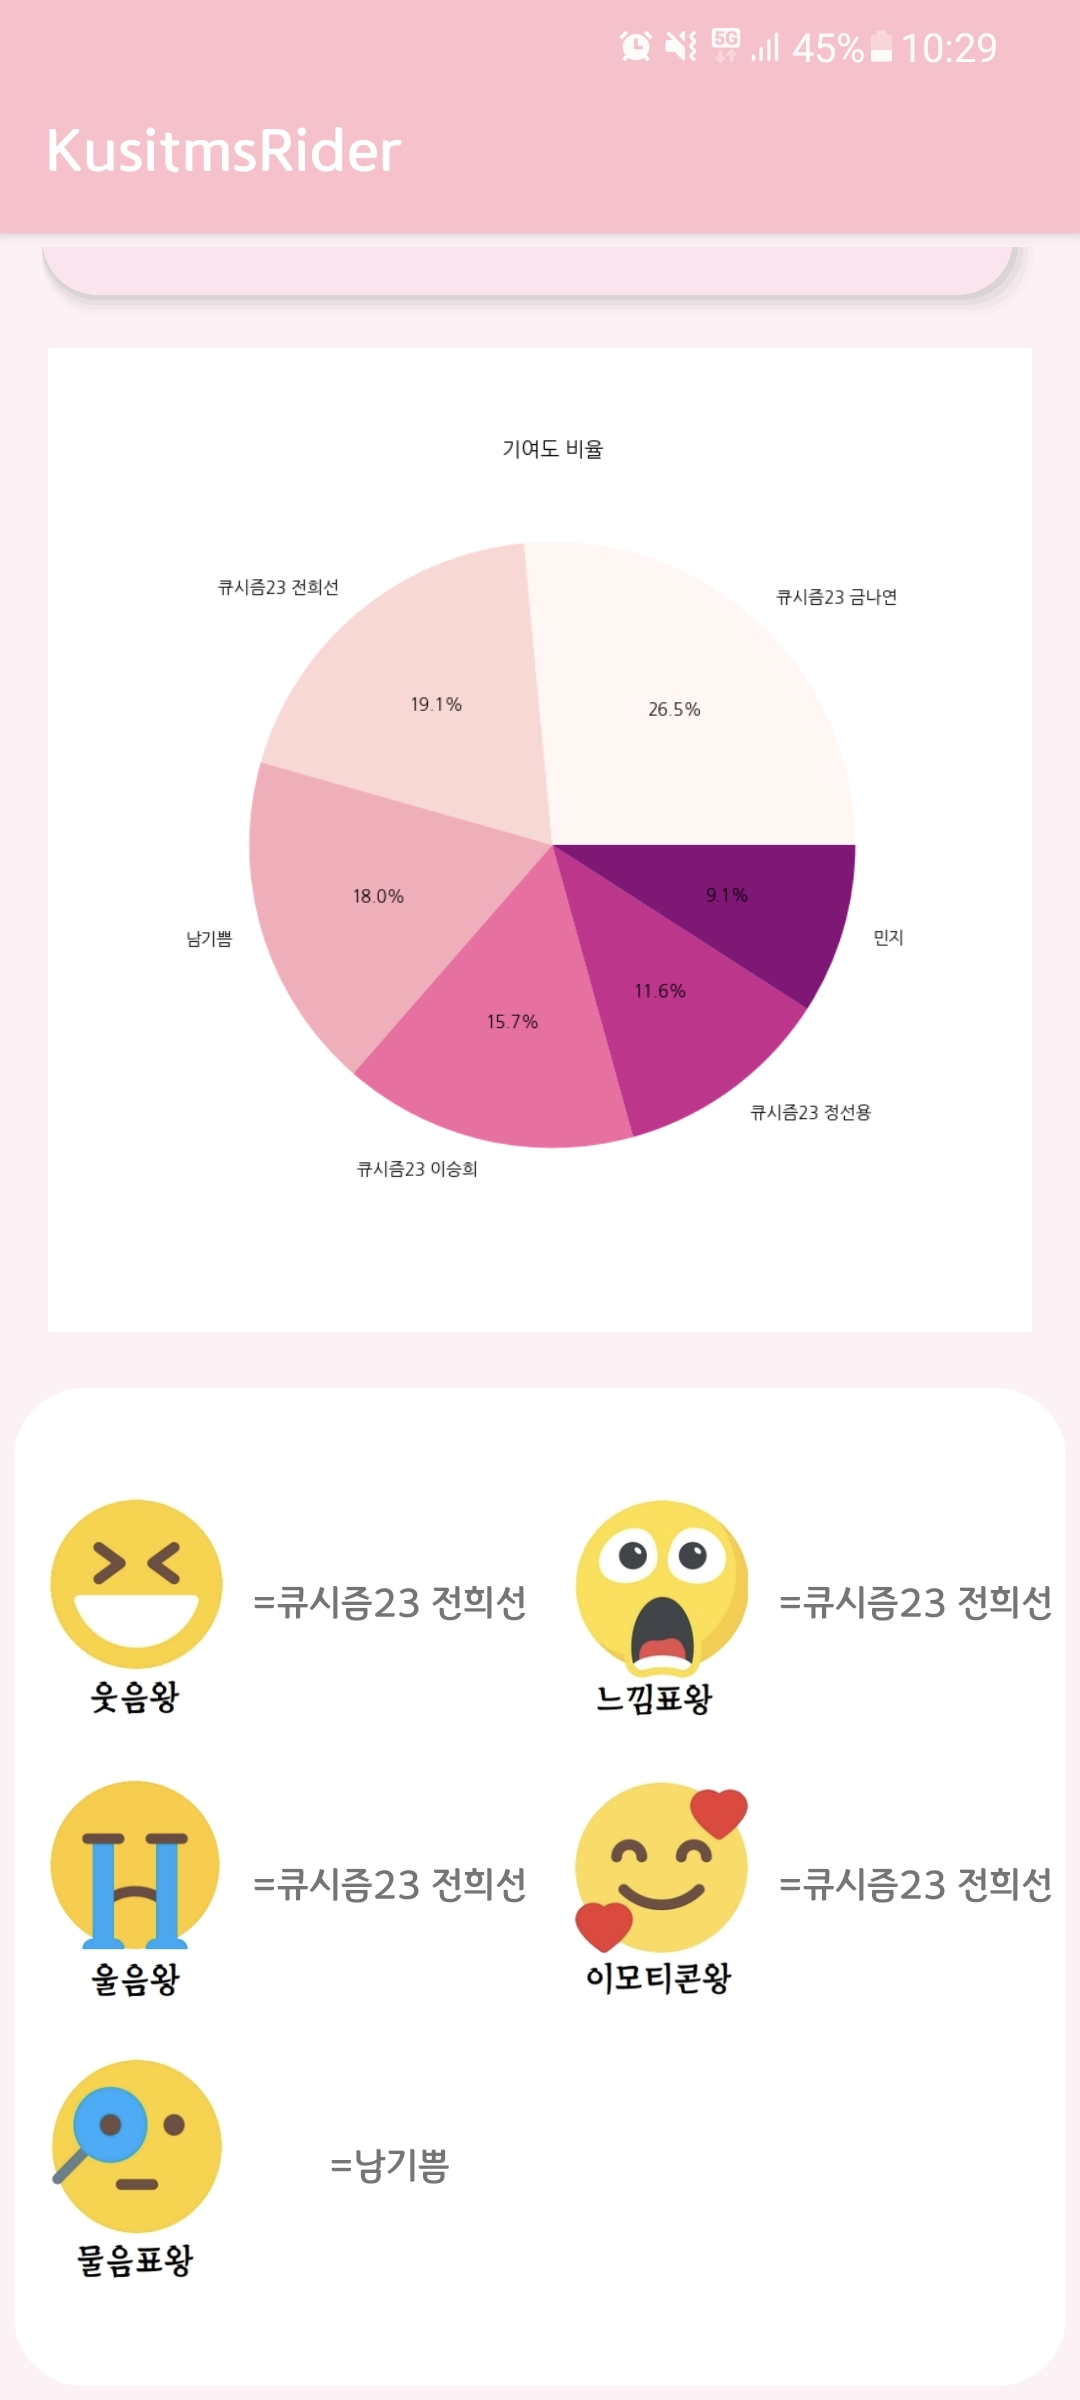 5G 45% 10:29
KusitmsRider
기여도 비율
큐시즘23 전희선
큐시즘23 금나연
19.1%
26.5%
18.0%
9.1%
남기쁨
민지
11.6%
15.7%
큐시즘23 정선용
큐시즘23 이승희
=큐시즘23 전희선
=큐시즘23 전희선
웃음왕
느낌표왕
=큐시즘23 전희선
=큐시즘23 전희선
울음왕
이모티콘왕
=남기쁨
물음표왕